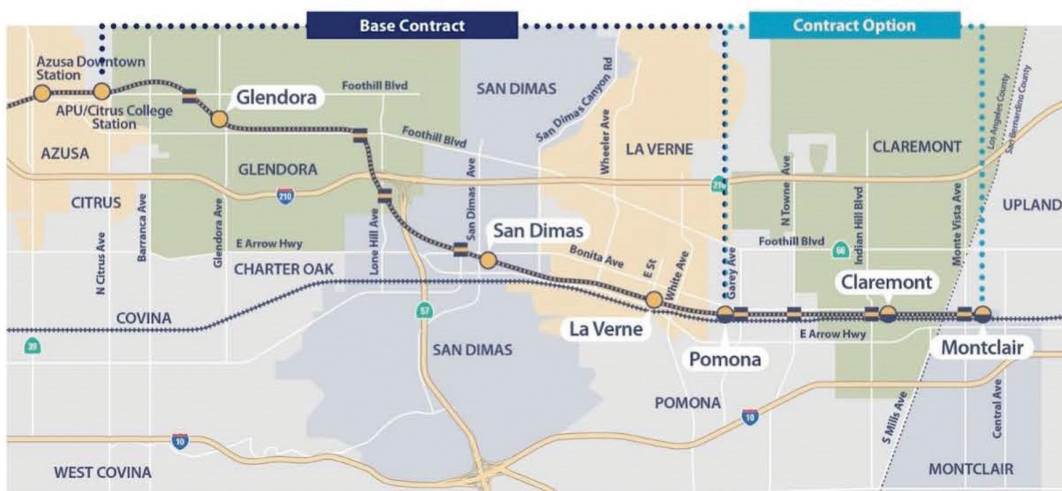 Base Contract
Contract Option
Azusa Downtown
Station
APU/Citrus College
Station
Glendora
Foothill Blvd
SAN DIMAS
San Dimas Canyon Rd
Wheeler Ave
Los Angeles County
San Bernardino County
AZUSA
GLENDORA
Foothill Blvd
LA VERNE
CLAREMONT
210
210
CITRUS
N Citrus Ave
Barranca Ave
Glendora Ave
E Arrow Hwy
Lone Hill Ave
San Dimas Ave
San Dimas
Bonita Ave
E St
White Ave
Garey Ave
N Towne Ave
Foothill Blvd
66
Indian Hill Blvd
Monte Vista Ave
UPLAND
CHARTER OAK
Claremont
COVINA
57
La Verne
E Arrow Hwy
39
SAN DIMAS
Pomona
Montclair
POMONA
10
S Mills Ave
Central Ave
10
WEST COVINA
MONTCLAIR